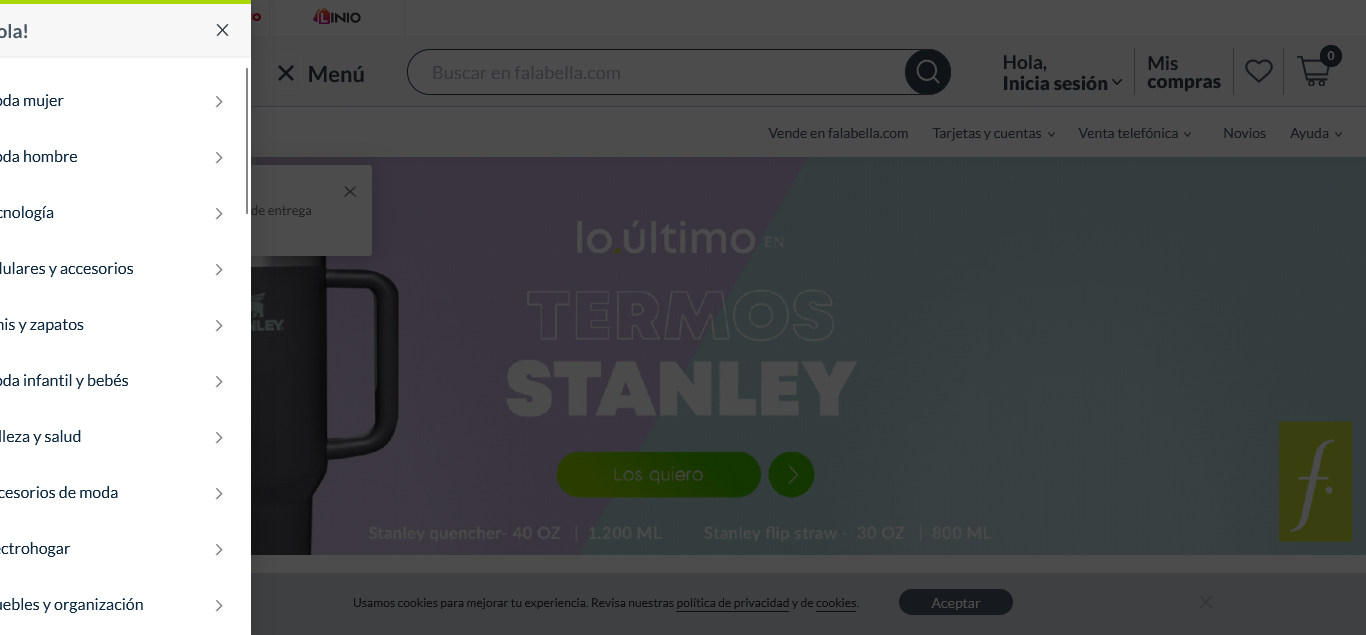 LINIO
ola!
Menú
Buscar en falabella.com
Hola,
Inicia sesión
Mis
compras
0
Vende en falabella.com
Tarjetas y cuentas
Venta telefónica
Novios
Ayuda
oda mujer
oda hombre
cnología
lulares y accesorios
nis y zapatos
oda infantil y bebés
lleza y salud
cesorios de moda
ectrohogar
uebles y organización
de entrega
lo.último EN
TERMOS
STANLEY
Los quiero
Stanley quencher- 40 OZ | 1.200 ML
Stanley flip straw - 30 OZ | 800 ML
NLEY
f.
Usamos cookies para mejorar tu experiencia. Revisa nuestras política de privacidad y de cookies.
Aceptar